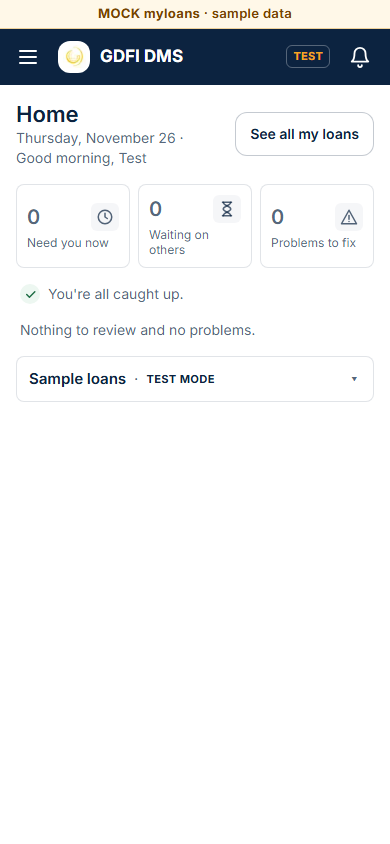 MOCK myloans · sample data
GDFI DMS
TEST
Home
Thursday, November 26 ·
Good morning, Test
See all my loans
0
Need you now
0
Waiting on
others
0
Problems to fix
You're all caught up.
Nothing to review and no problems.
Sample loans · TEST MODE